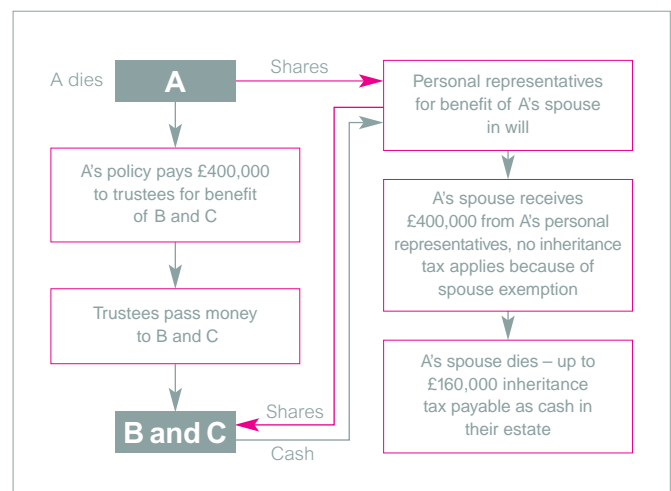 A dies
A
Shares
Personal representatives
for benefit of A's spouse
in will
A's policy pays £400,000
to trustees for benefit
of B and C
A's spouse receives
£400,000 from A's personal
representatives, no inheritance
tax applies because of
spouse exemption
Trustees pass money
to B and C
A's spouse dies – up to
£160,000 inheritance
tax payable as cash in
their estate
B and C
Shares
Cash